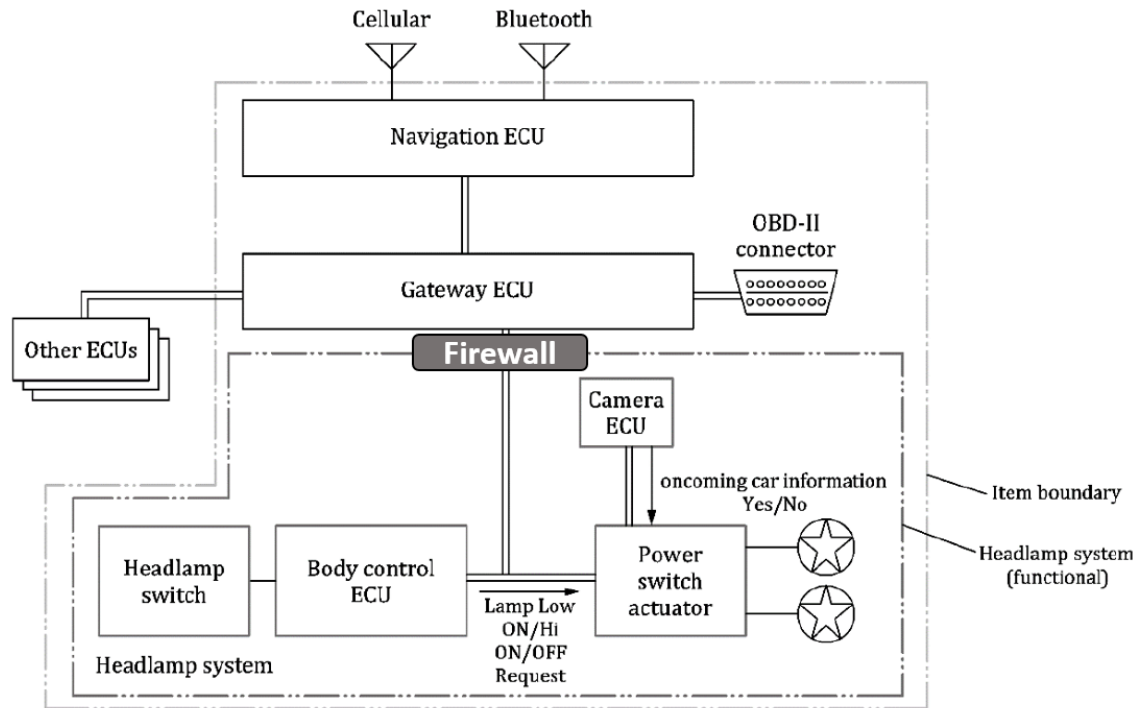 Cellular
Bluetooth
Navigation ECU
OBD-II
connector
Gateway ECU
Other ECUs
Firewall
Camera
ECU
oncoming car information
Yes/No
Item boundary
Headlamp
switch
Body control
ECU
Power
switch
actuator
Headlamp system
(functional)
Lamp Low
ON/Hi
ON/OFF
Request
Headlamp system